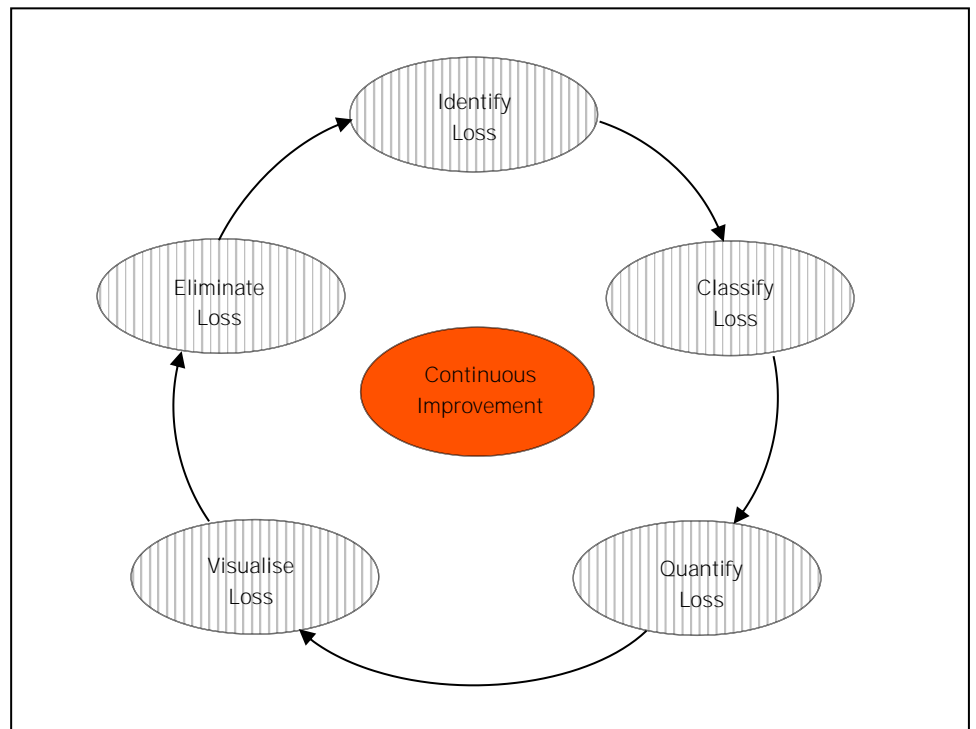 Identify
Loss
Classify
Loss
Quantify
Loss
Visualise
Loss
Eliminate
Loss
Continuous
Improvement